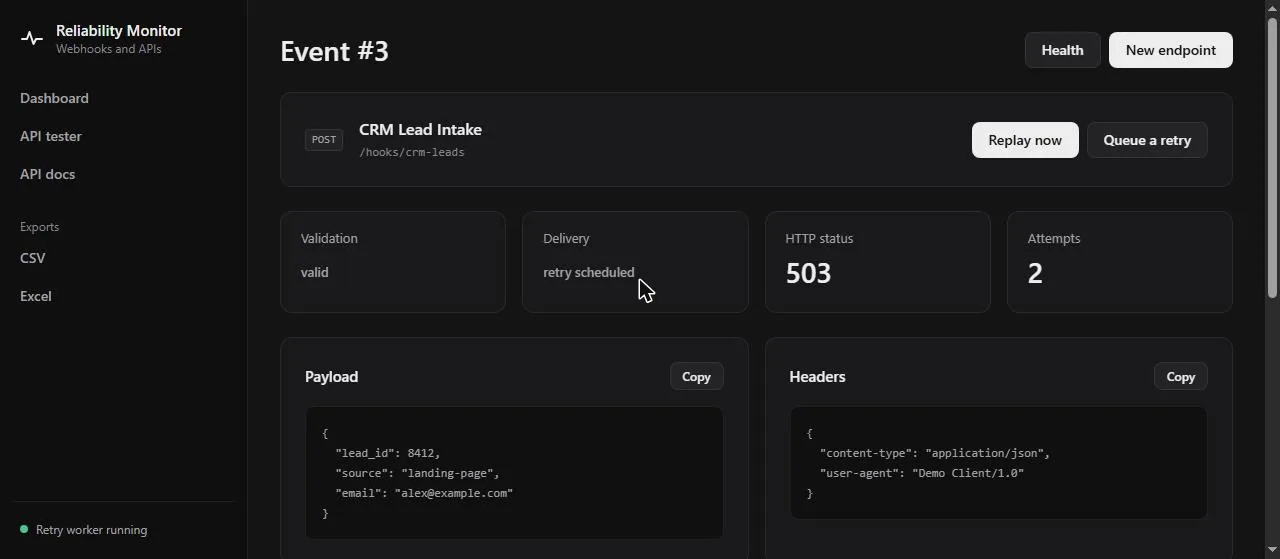 Reliability Monitor
Webhooks and APIs
Dashboard
API tester
API docs
Exports
CSV
Excel
Retry worker running
Event #3
Health
New endpoint
POST
CRM Lead Intake
/hooks/crm-leads
Replay now
Queue a retry
Validation
valid
Delivery
retry scheduled
HTTP status
503
Attempts
2
Payload
Copy
{
"lead_id": 8412,
"source": "landing-page",
"email": "alex@example.com"
}
Headers
Copy
{
"content-type": "application/json",
"user-agent": "Demo Client/1.0"
}